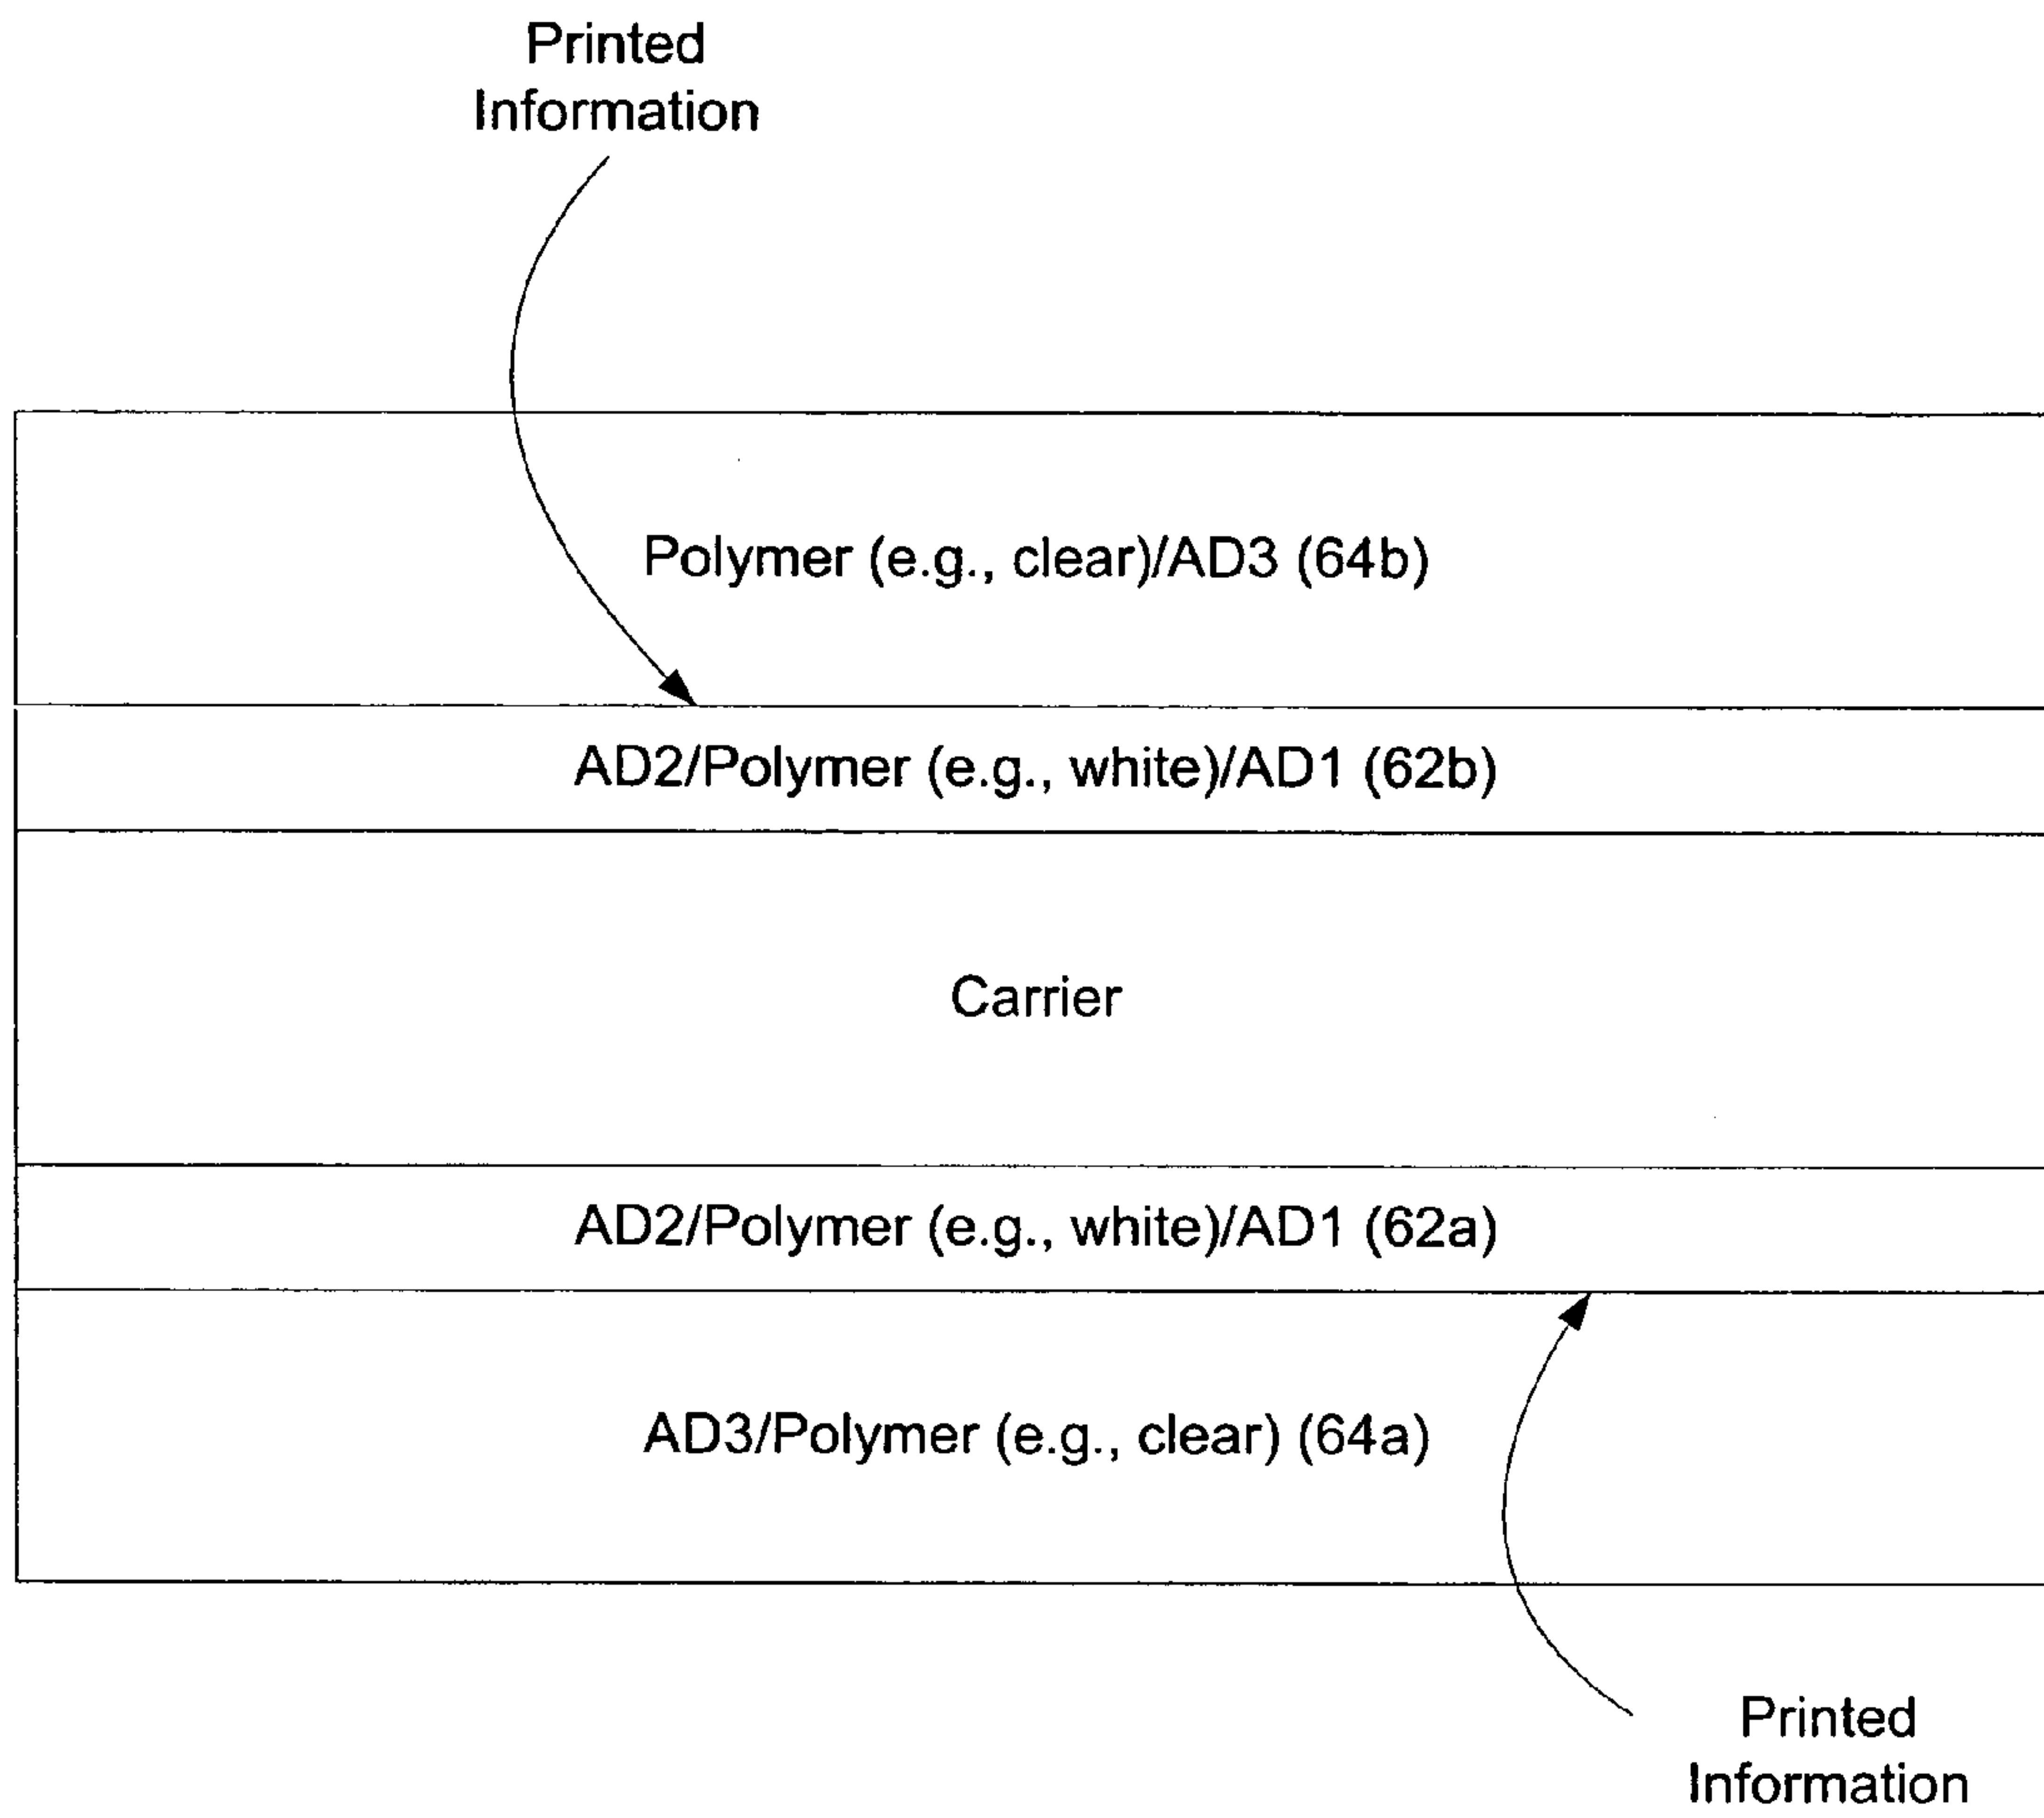 Printed
Information
Polymer (e.g., clear)/AD3 (64b)
AD2/Polymer (e.g., white)/AD1 (62b)
Carrier
AD2/Polymer (e.g., white)/AD1 (62a)
AD3/Polymer (e.g., clear) (64a)
Printed
Information